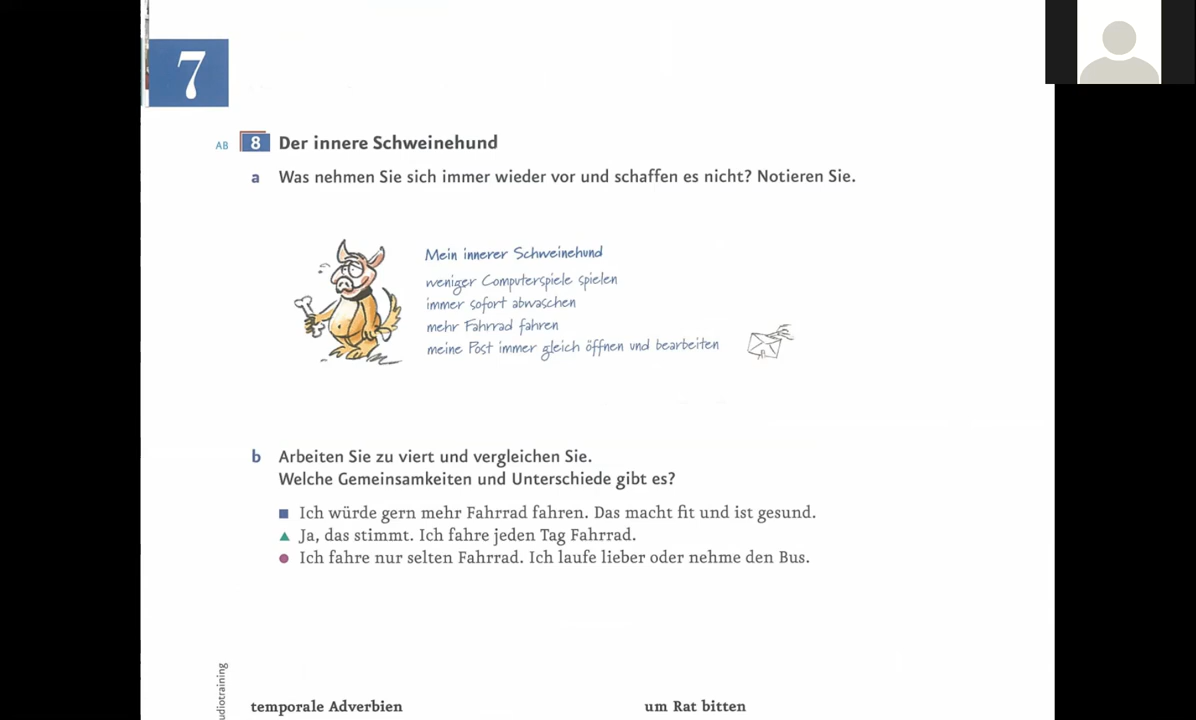 7
AB 8 Der innere Schweinehund
a Was nehmen Sie sich immer wieder vor und schaffen es nicht? Notieren Sie.
Mein innerer Schweinehund
weniger Computerspiele spielen
immer sofort abwaschen
mehr Fahrrad fahren
meine Post immer gleich öffnen und bearbeiten
b Arbeiten Sie zu viert und vergleichen Sie.
Welche Gemeinsamkeiten und Unterschiede gibt es?
■ Ich würde gern mehr Fahrrad fahren. Das macht fit und ist gesund.
▲ Ja, das stimmt. Ich fahre jeden Tag Fahrrad.
● Ich fahre nur selten Fahrrad. Ich laufe lieber oder nehme den Bus.
udiotraining
temporale Adverbien
um Rat bitten